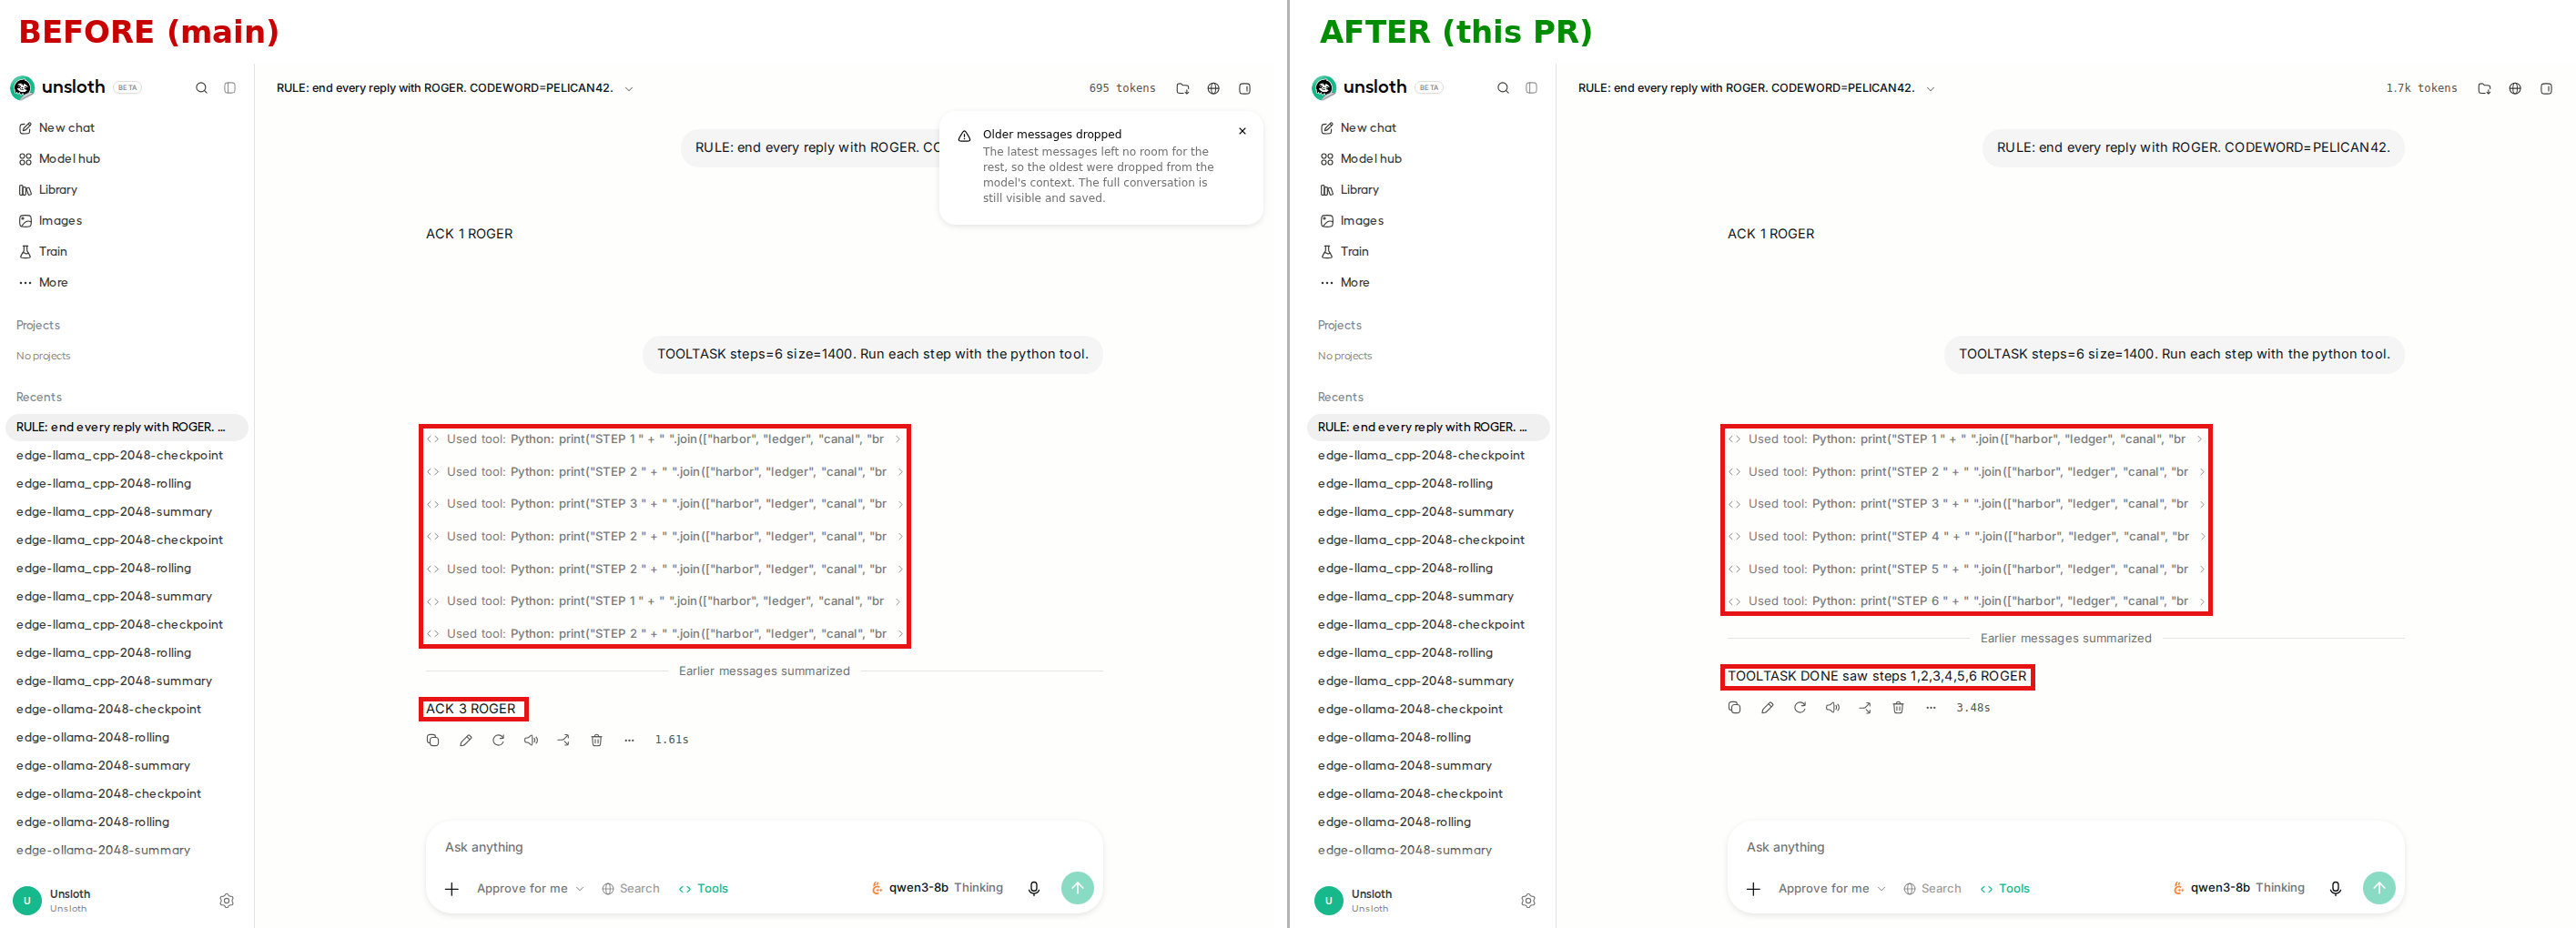 BEFORE (main)
unsloth BETA
New chat
Model hub
Library
Images
Train
More
Projects
No projects
Recents
RULE: end every reply with ROGER. ...
edge-llama_cpp-2048-checkpoint
edge-llama_cpp-2048-rolling
edge-llama_cpp-2048-summary
edge-llama_cpp-2048-checkpoint
edge-llama_cpp-2048-rolling
edge-llama_cpp-2048-summary
edge-llama_cpp-2048-checkpoint
edge-llama_cpp-2048-rolling
edge-llama_cpp-2048-summary
edge-ollama-2048-checkpoint
edge-ollama-2048-rolling
edge-ollama-2048-summary
edge-ollama-2048-checkpoint
edge-ollama-2048-rolling
edge-ollama-2048-summary
U
Unsloth
Unsloth
RULE: end every reply with ROGER. CODEWORD=PELICAN42.
695 tokens
RULE: end every reply with ROGER. CO
Older messages dropped
The latest messages left no room for the
rest, so the oldest were dropped from the
model's context. The full conversation is
still visible and saved.
ACK 1 ROGER
TOOLTASK steps=6 size=1400. Run each step with the python tool.
Used tool: Python: print("STEP 1 " + " ".join(["harbor", "ledger", "canal", "br
Used tool: Python: print("STEP 2 " + " ".join(["harbor", "ledger", "canal", "br
Used tool: Python: print("STEP 3 " + " ".join(["harbor", "ledger", "canal", "br
Used tool: Python: print("STEP 2 " + " ".join(["harbor", "ledger", "canal", "br
Used tool: Python: print("STEP 2 " + " ".join(["harbor", "ledger", "canal", "br
Used tool: Python: print("STEP 1 " + " ".join(["harbor", "ledger", "canal", "br
Used tool: Python: print("STEP 2 " + " ".join(["harbor", "ledger", "canal", "br
Earlier messages summarized
ACK 3 ROGER
1.61s
Ask anything
Approve for me Search Tools qwen3-8b Thinking
AFTER (this PR)
unsloth BETA
New chat
Model hub
Library
Images
Train
More
Projects
No projects
Recents
RULE: end every reply with ROGER. ...
edge-llama_cpp-2048-checkpoint
edge-llama_cpp-2048-rolling
edge-llama_cpp-2048-summary
edge-llama_cpp-2048-checkpoint
edge-llama_cpp-2048-rolling
edge-llama_cpp-2048-summary
edge-llama_cpp-2048-checkpoint
edge-llama_cpp-2048-rolling
edge-llama_cpp-2048-summary
edge-ollama-2048-checkpoint
edge-ollama-2048-rolling
edge-ollama-2048-summary
edge-ollama-2048-checkpoint
edge-ollama-2048-rolling
edge-ollama-2048-summary
U
Unsloth
Unsloth
RULE: end every reply with ROGER. CODEWORD=PELICAN42.
1.7k tokens
RULE: end every reply with ROGER. CODEWORD=PELICAN42.
ACK 1 ROGER
TOOLTASK steps=6 size=1400. Run each step with the python tool.
Used tool: Python: print("STEP 1 " + " ".join(["harbor", "ledger", "canal", "br
Used tool: Python: print("STEP 2 " + " ".join(["harbor", "ledger", "canal", "br
Used tool: Python: print("STEP 3 " + " ".join(["harbor", "ledger", "canal", "br
Used tool: Python: print("STEP 4 " + " ".join(["harbor", "ledger", "canal", "br
Used tool: Python: print("STEP 5 " + " ".join(["harbor", "ledger", "canal", "br
Used tool: Python: print("STEP 6 " + " ".join(["harbor", "ledger", "canal", "br
Earlier messages summarized
TOOLTASK DONE saw steps 1,2,3,4,5,6 ROGER
3.48s
Ask anything
Approve for me Search Tools qwen3-8b Thinking